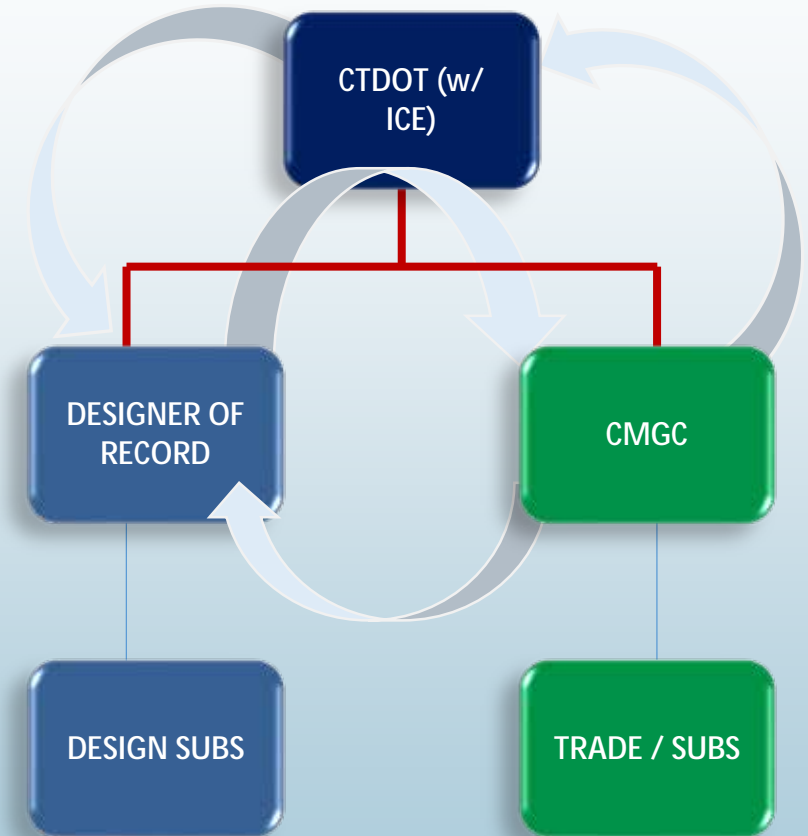 CTDOT (w/
ICE)
DESIGNER OF
RECORD
CMGC
DESIGN SUBS
TRADE / SUBS